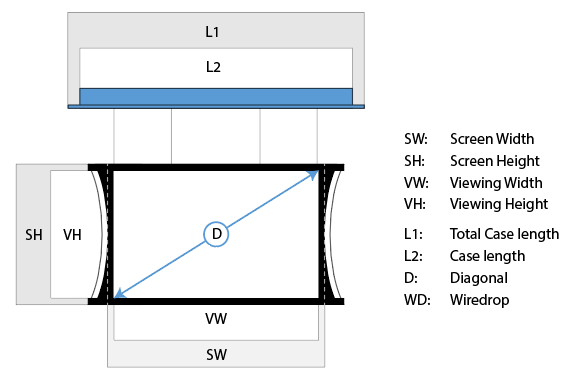 L1
L2
SH
VH
D
VW
SW
SW: Screen Width
SH: Screen Height
VW: Viewing Width
VH: Viewing Height
L1: Total Case length
L2: Case length
D: Diagonal
WD: Wiredrop